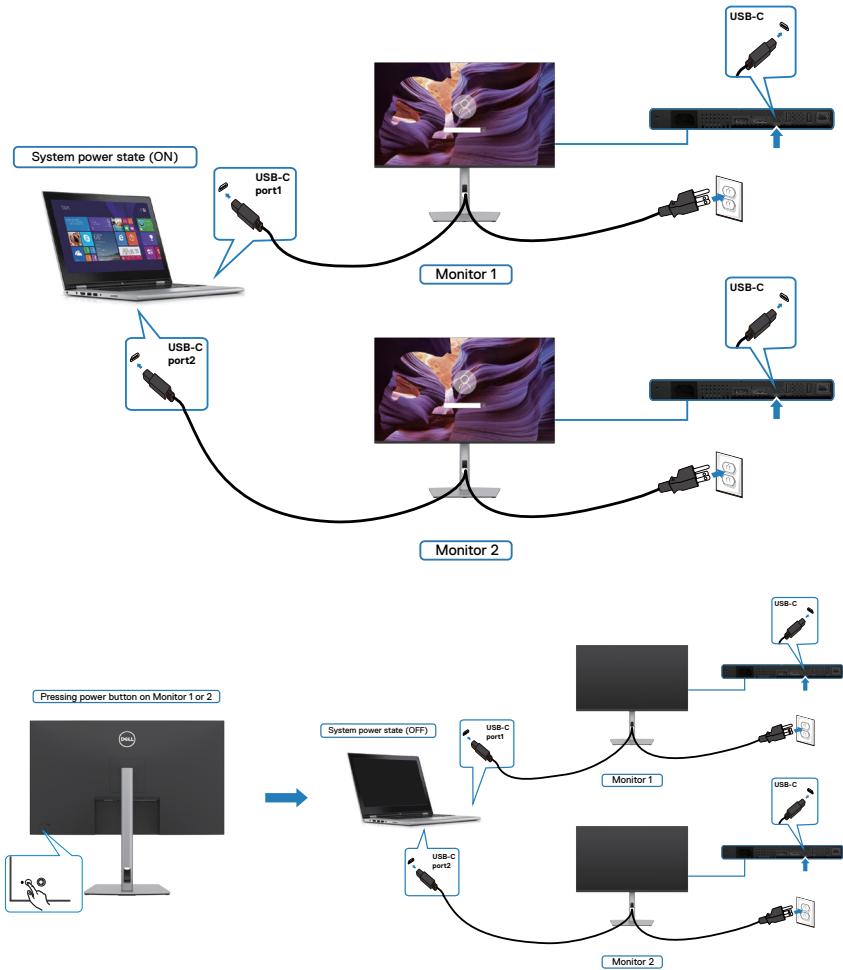 USB-C
System power state (ON)
USB-C
port1
Monitor 1
USB-C
USB-C
port2
Monitor 2
USB-C
Pressing power button on Monitor 1 or 2
DELL
System power state (OFF)
USB-C
port1
Monitor 1
USB-C
USB-C
port2
Monitor 2